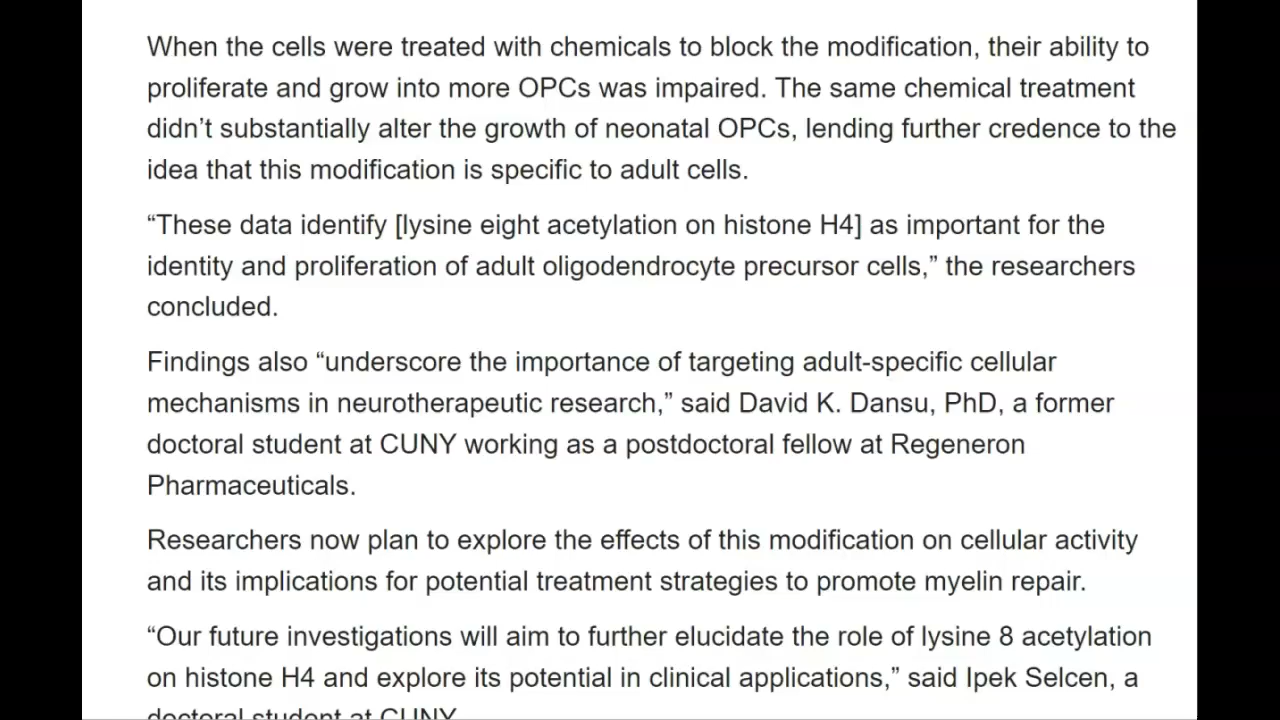 When the cells were treated with chemicals to block the modification, their ability to
proliferate and grow into more OPCs was impaired. The same chemical treatment
didn’t substantially alter the growth of neonatal OPCs, lending further credence to the
idea that this modification is specific to adult cells.
“These data identify [lysine eight acetylation on histone H4] as important for the
identity and proliferation of adult oligodendrocyte precursor cells,” the researchers
concluded.
Findings also “underscore the importance of targeting adult-specific cellular
mechanisms in neurotherapeutic research,” said David K. Dansu, PhD, a former
doctoral student at CUNY working as a postdoctoral fellow at Regeneron
Pharmaceuticals.
Researchers now plan to explore the effects of this modification on cellular activity
and its implications for potential treatment strategies to promote myelin repair.
“Our future investigations will aim to further elucidate the role of lysine 8 acetylation
on histone H4 and explore its potential in clinical applications,” said Ipek Selcen, a
doctoral student at CUNY